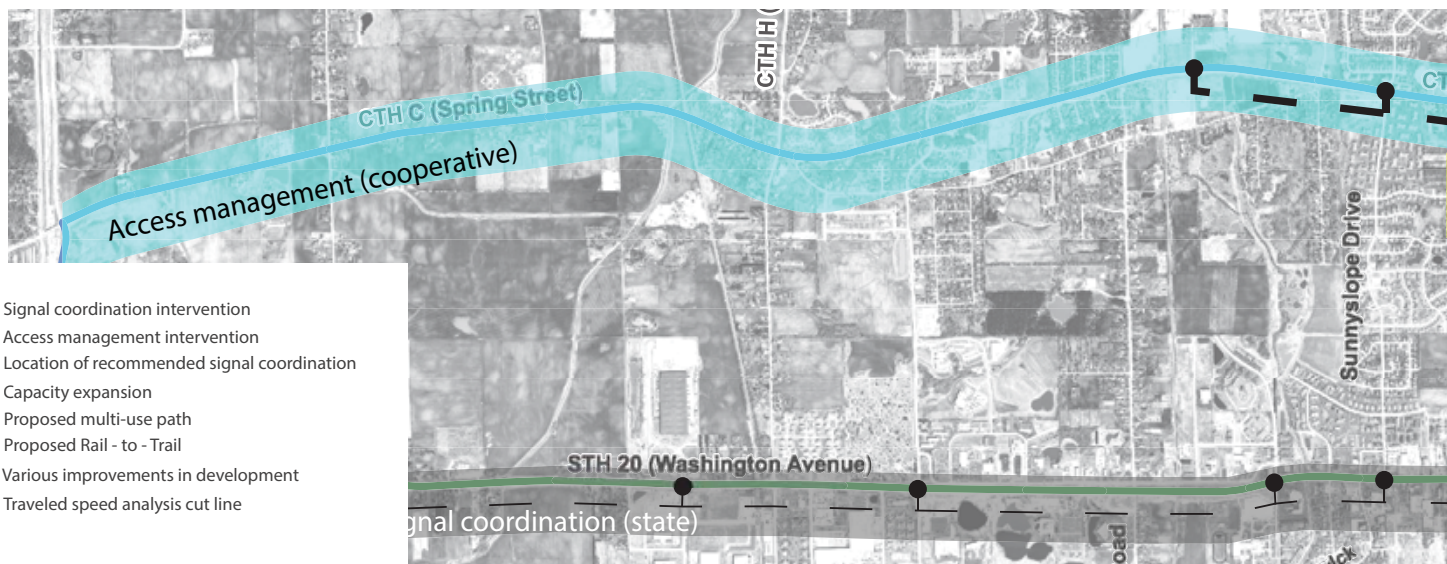 CTH H (
CT
CTH C (Spring Street)
Access management (cooperative)
Sunnyslope Drive
Signal coordination intervention
Access management intervention
Location of recommended signal coordination
Capacity expansion
Proposed multi-use path
Proposed Rail - to - Trail
Various improvements in development
Traveled speed analysis cut line
STH 20 (Washington Avenue)
gnal coordination (state)
oad